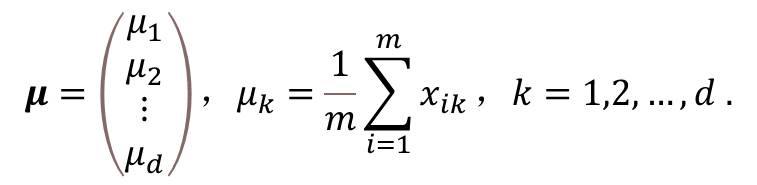 𝝁 = (μ₁ μ₂ ⋮ μ_d) , μ_k = 1/m ∑_{i=1}^{m} x_{ik} , k = 1,2, … , d .